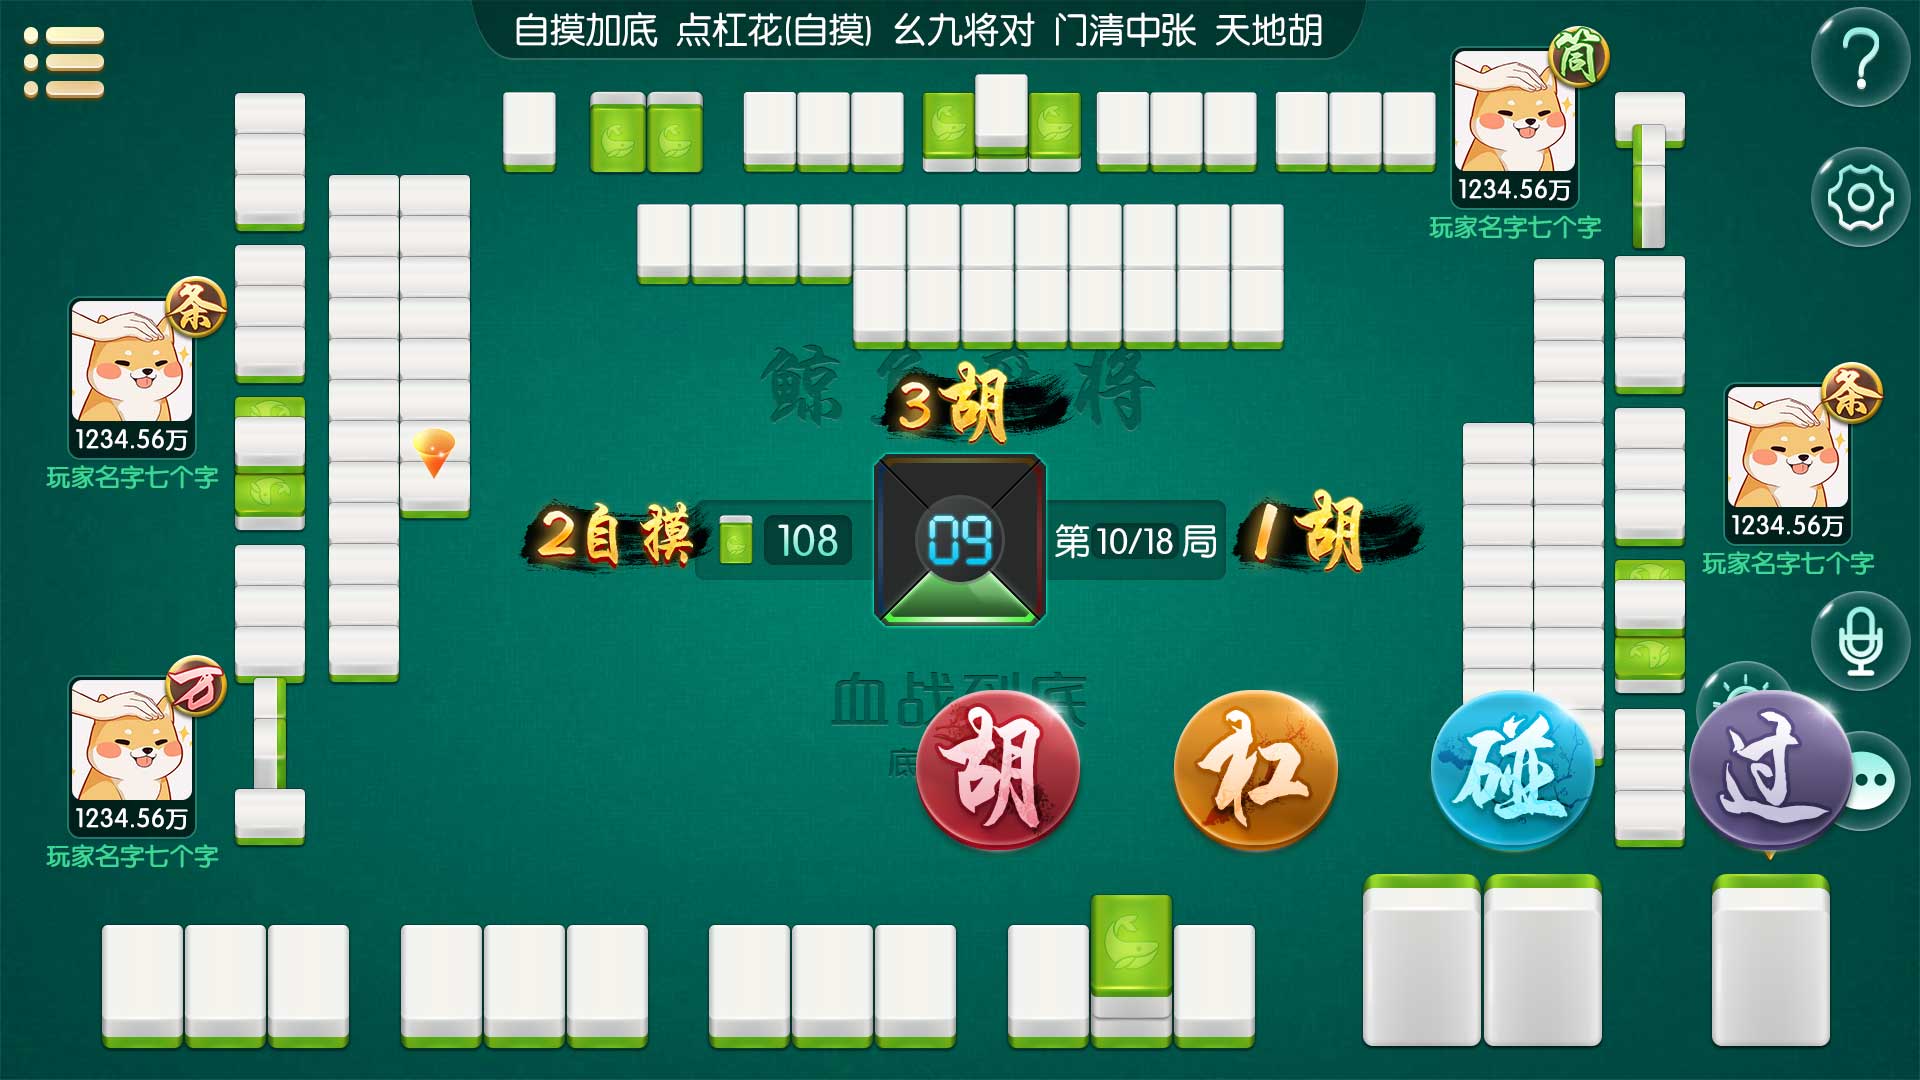 自摸加底 点杠花(自摸) 幺九将对 门清中张 天地胡
筒
1234.56万
玩家名字七个字
条
1234.56万
玩家名字七个字
条
1234.56万
玩家名字七个字
3胡
2自摸
108
09
第10/18局
1胡
血战到底
万
1234.56万
玩家名字七个字
胡
杠
碰
过
底